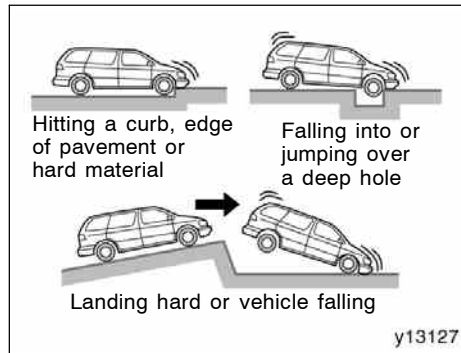 Hitting a curb, edge
of pavement or
hard material
Falling into or
jumping over
a deep hole
Landing hard or vehicle falling
y13127